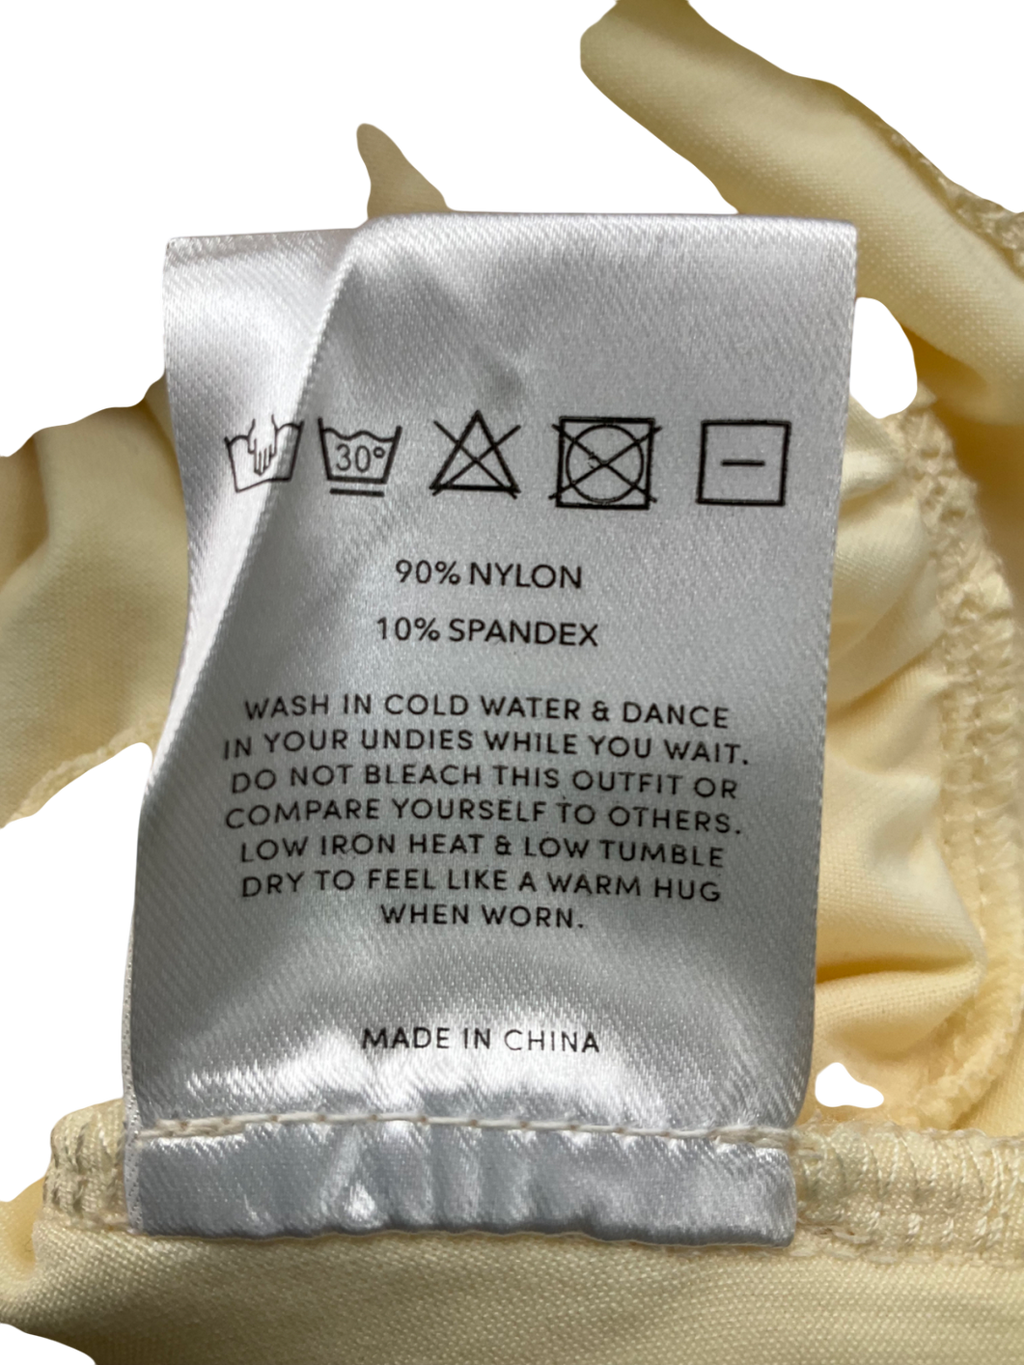 30°
90% NYLON
10% SPANDEX
WASH IN COLD WATER & DANCE
IN YOUR UNDIES WHILE YOU WAIT.
DO NOT BLEACH THIS OUTFIT OR
COMPARE YOURSELF TO OTHERS.
LOW IRON HEAT & LOW TUMBLE
DRY TO FEEL LIKE A WARM HUG
WHEN WORN.
MADE IN CHINA